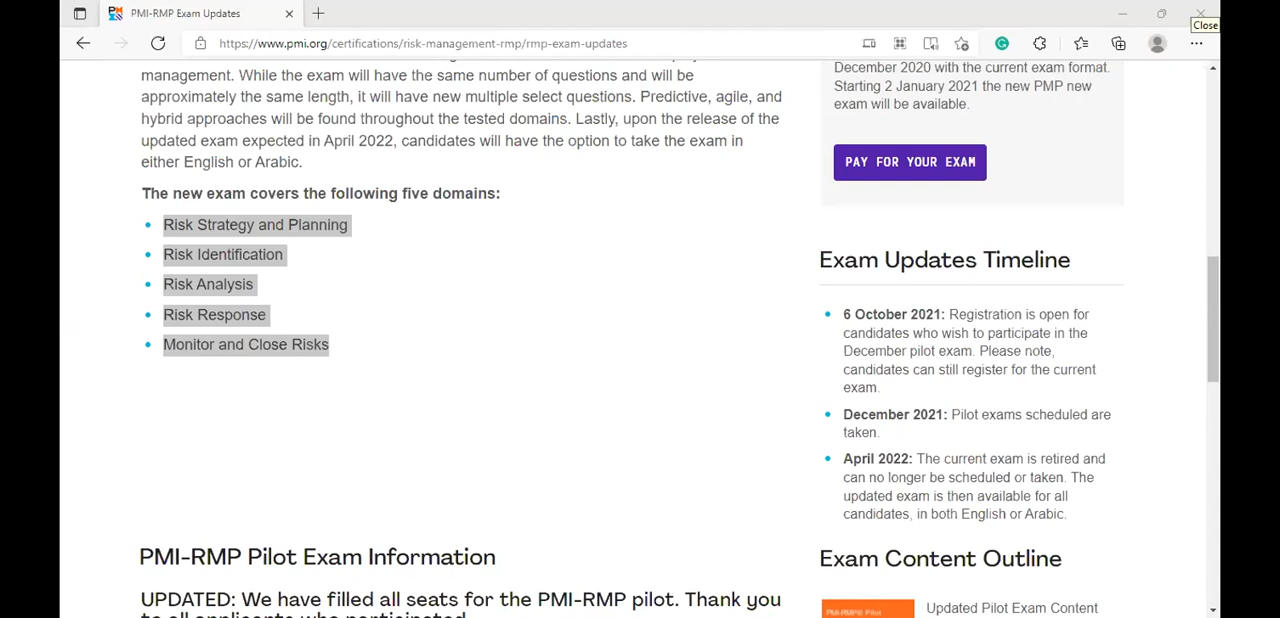 PMI-RMP Exam Updates
Close
https://www.pmi.org/certifications/risk-management-rmp/rmp-exam-updates
management. While the exam will have the same number of questions and will be
approximately the same length, it will have new multiple select questions. Predictive, agile, and
hybrid approaches will be found throughout the tested domains. Lastly, upon the release of the
updated exam expected in April 2022, candidates will have the option to take the exam in
either English or Arabic.
The new exam covers the following five domains:
Risk Strategy and Planning
Risk Identification
Risk Analysis
Risk Response
Monitor and Close Risks
PMI-RMP Pilot Exam Information
UPDATED: We have filled all seats for the PMI-RMP pilot. Thank you
to all applicants who participated.
December 2020 with the current exam format.
Starting 2 January 2021 the new PMP new
exam will be available.
PAY FOR YOUR EXAM
Exam Updates Timeline
6 October 2021: Registration is open for
candidates who wish to participate in the
December pilot exam. Please note,
candidates can still register for the current
exam.
December 2021: Pilot exams scheduled are
taken.
April 2022: The current exam is retired and
can no longer be scheduled or taken. The
updated exam is then available for all
candidates, in both English or Arabic.
Exam Content Outline
PMI-RMP® Pilot
Updated Pilot Exam Content